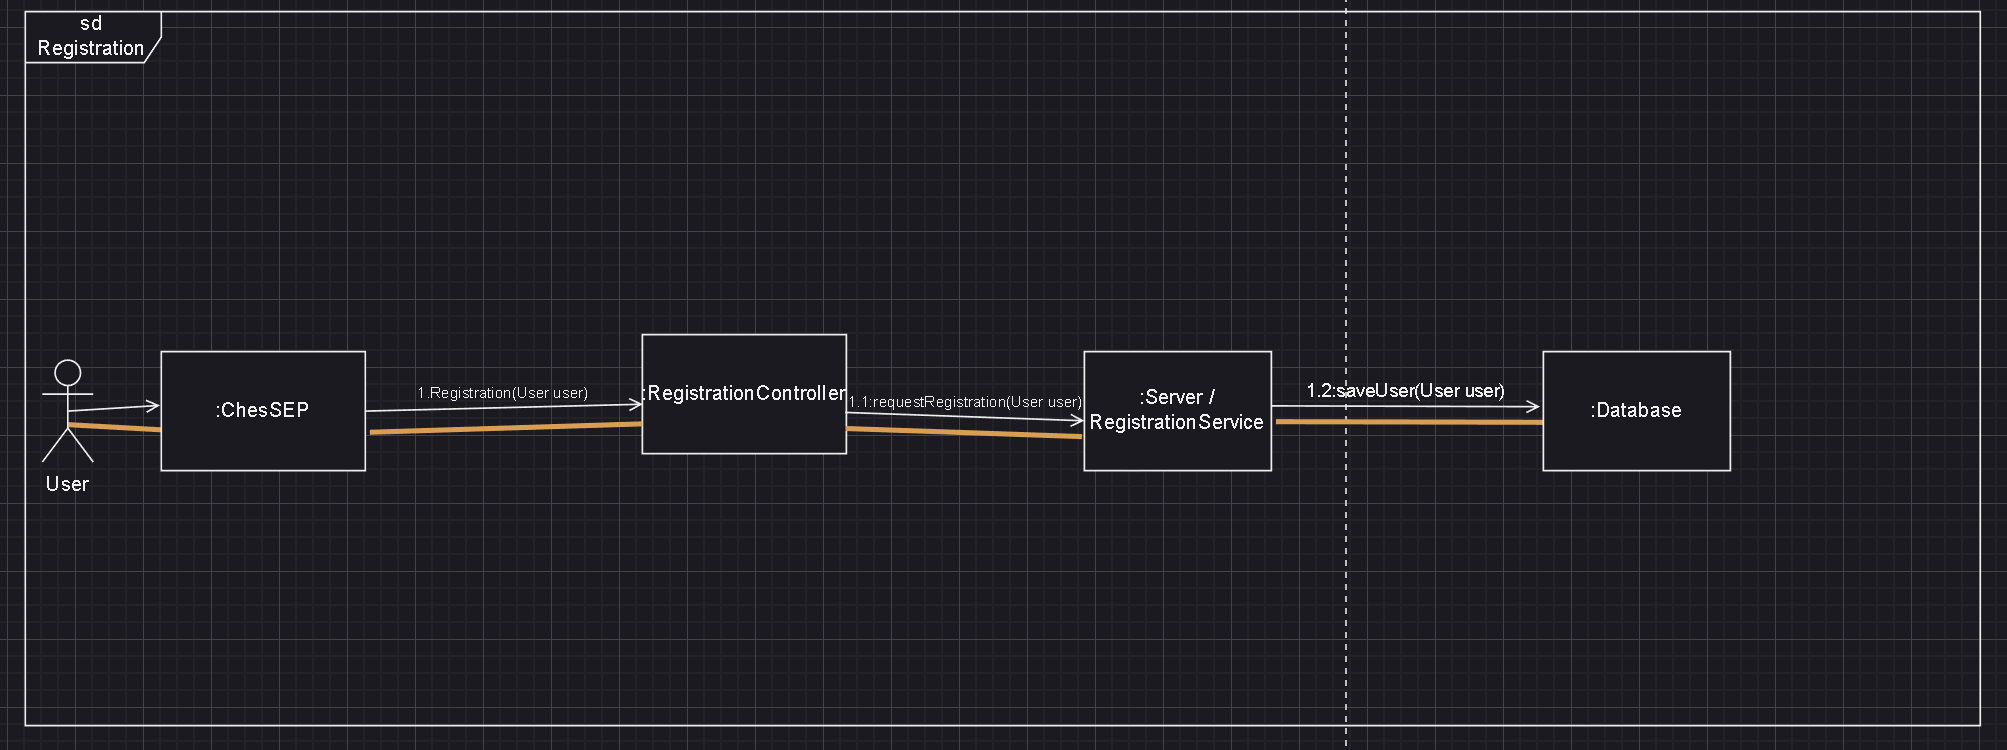 sd
Registration
User
:ChesSEP
1.Registration(User user)
:RegistrationController
1.1:requestRegistration(User user)
:Server /
RegistrationService
1.2:saveUser(User user)
:Database